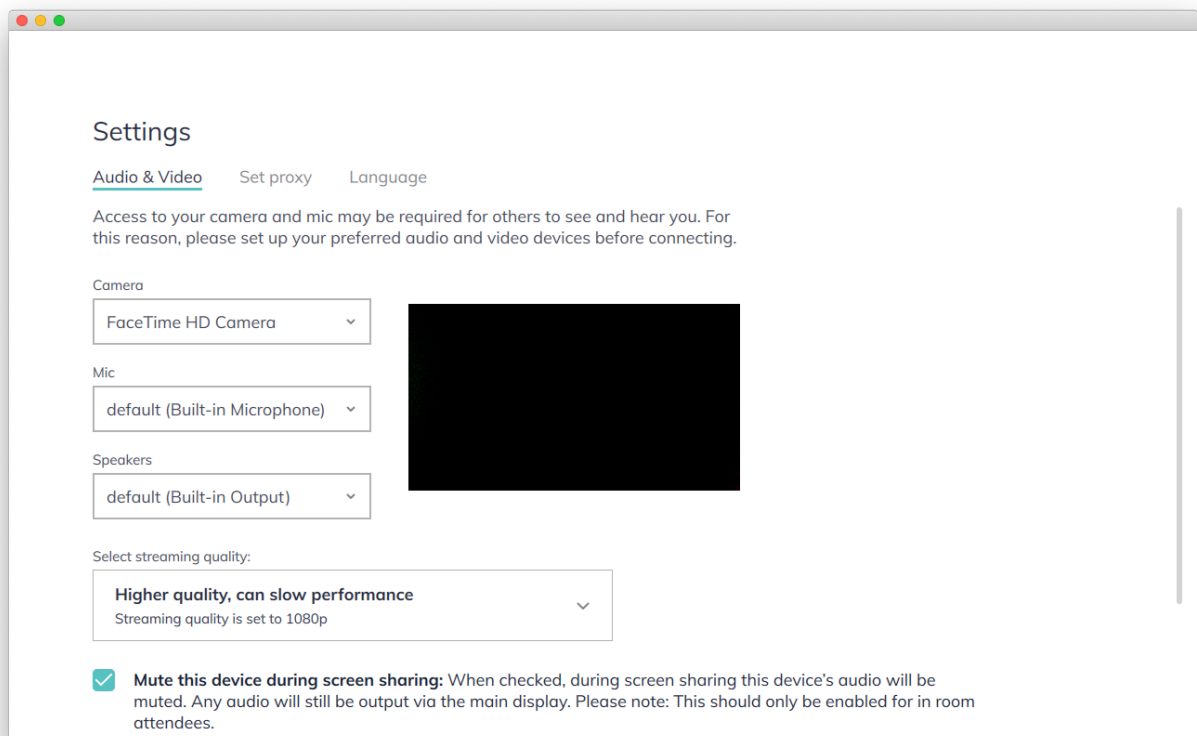 Settings
Audio & Video Set proxy Language
Access to your camera and mic may be required for others to see and hear you. For
this reason, please set up your preferred audio and video devices before connecting.
Camera
FaceTime HD Camera
Mic
default (Built-in Microphone)
Speakers
default (Built-in Output)
Select streaming quality:
Higher quality, can slow performance
Streaming quality is set to 1080p
Mute this device during screen sharing: When checked, during screen sharing this device’s audio will be
muted. Any audio will still be output via the main display. Please note: This should only be enabled for in room
attendees.